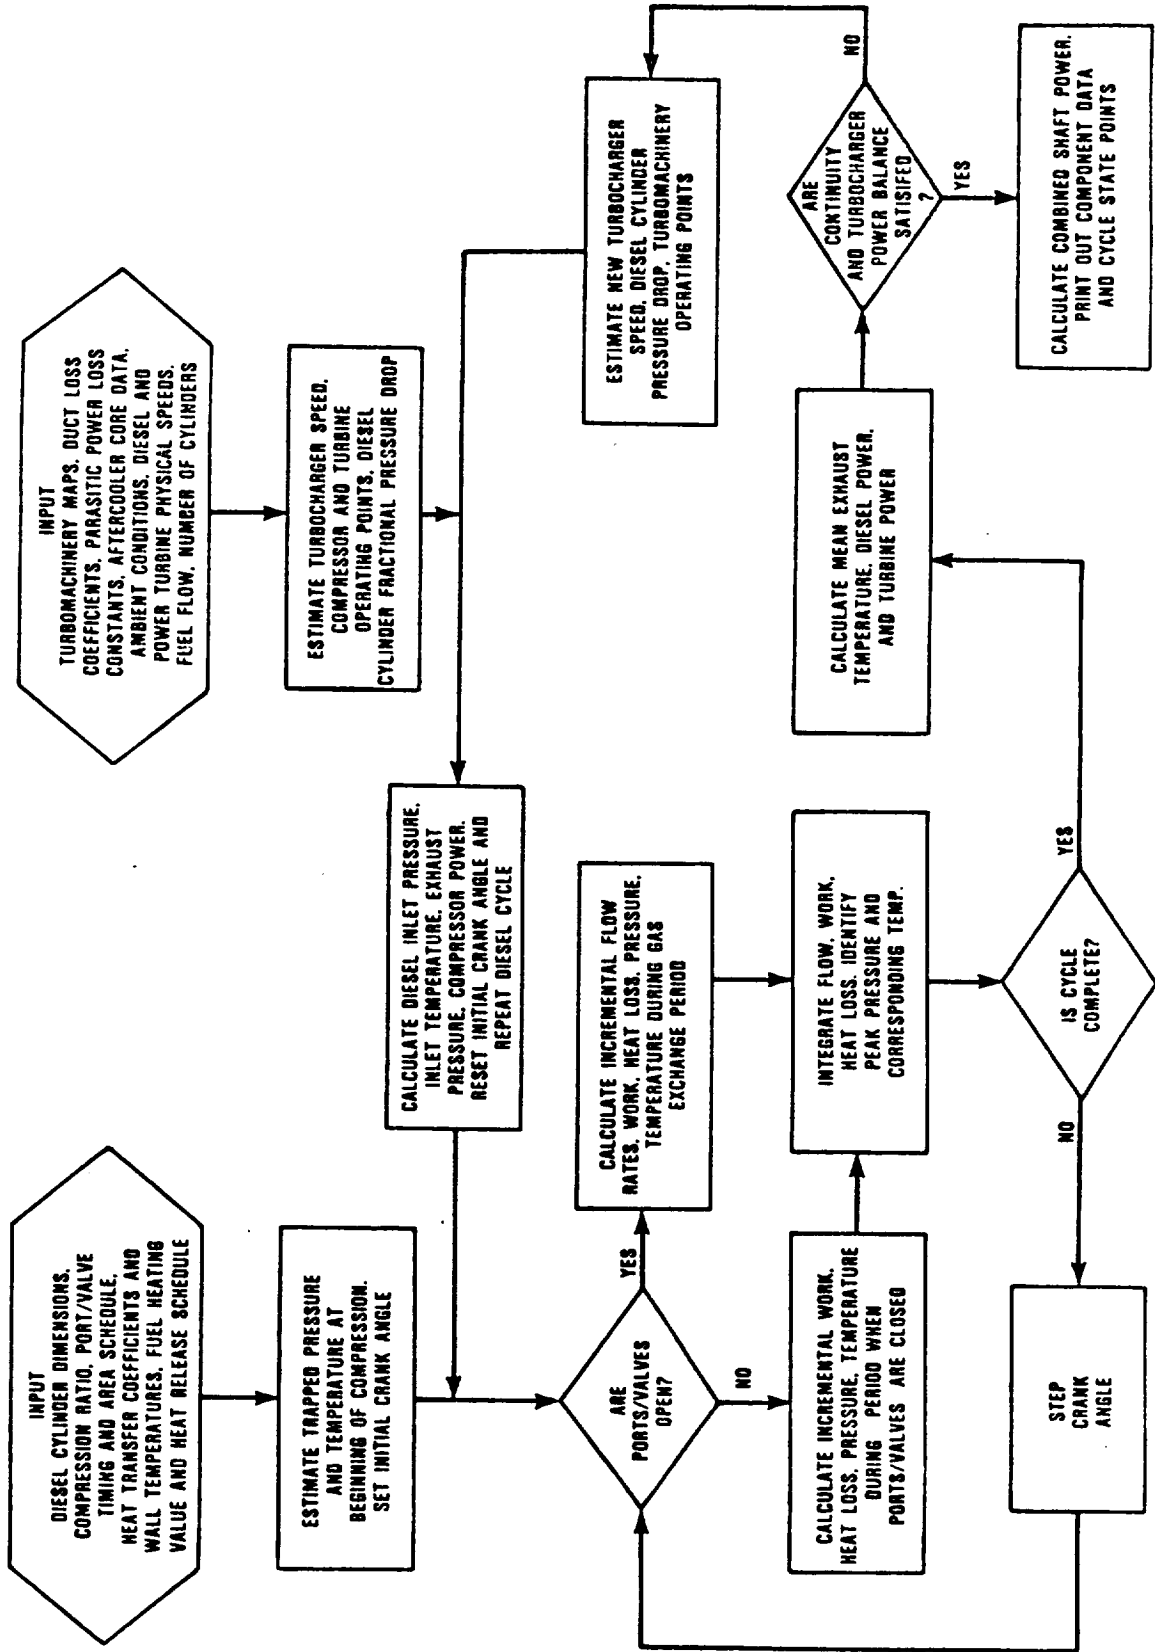 INPUT
DIESEL CYLINDER DIMENSIONS,
COMPRESSION RATIO, PORT/VALVE
TIMING AND AREA SCHEDULE,
HEAT TRANSFER COEFFICIENTS AND
WALL TEMPERATURES, FUEL HEATING
VALUE AND HEAT RELEASE SCHEDULE
INPUT
TURBOMACHINERY MAPS, DUCT LOSS
COEFFICIENTS, PARASITIC POWER LOSS
CONSTANTS, AFTERCOOLER CORE DATA,
AMBIENT CONDITIONS, DIESEL AND
POWER TURBINE PHYSICAL SPEEDS,
FUEL FLOW, NUMBER OF CYLINDERS
ESTIMATE TRAPPED PRESSURE
AND TEMPERATURE AT
BEGINNING OF COMPRESSION.
SET INITIAL CRANK ANGLE
ESTIMATE TURBOCHARGER SPEED,
COMPRESSOR AND TURBINE
OPERATING POINTS, DIESEL
CYLINDER FRACTIONAL PRESSURE DROP
CALCULATE DIESEL INLET PRESSURE,
INLET TEMPERATURE, EXHAUST
PRESSURE, COMPRESSOR POWER.
RESET INITIAL CRANK ANGLE AND
REPEAT DIESEL CYCLE
ARE
PORTS/VALVES
OPEN?
YES
NO
CALCULATE INCREMENTAL FLOW
RATES, WORK, HEAT LOSS, PRESSURE,
TEMPERATURE DURING GAS
EXCHANGE PERIOD
ESTIMATE NEW TURBOCHARGER
SPEED, DIESEL CYLINDER
PRESSURE DROP, TURBOMACHINERY
OPERATING POINTS
CALCULATE INCREMENTAL WORK,
HEAT LOSS, PRESSURE, TEMPERATURE
DURING PERIOD WHEN
PORTS/VALVES ARE CLOSED
INTEGRATE FLOW, WORK,
HEAT LOSS. IDENTIFY
PEAK PRESSURE AND
CORRESPONDING TEMP.
CALCULATE MEAN EXHAUST
TEMPERATURE, DIESEL POWER,
AND TURBINE POWER
ARE
CONTINUITY
AND TURBOCHARGER
POWER BALANCE
SATISIFED
?
NO
YES
STEP
CRANK
ANGLE
NO
IS CYCLE
COMPLETE?
YES
CALCULATE COMBINED SHAFT POWER.
PRINT OUT COMPONENT DATA
AND CYCLE STATE POINTS